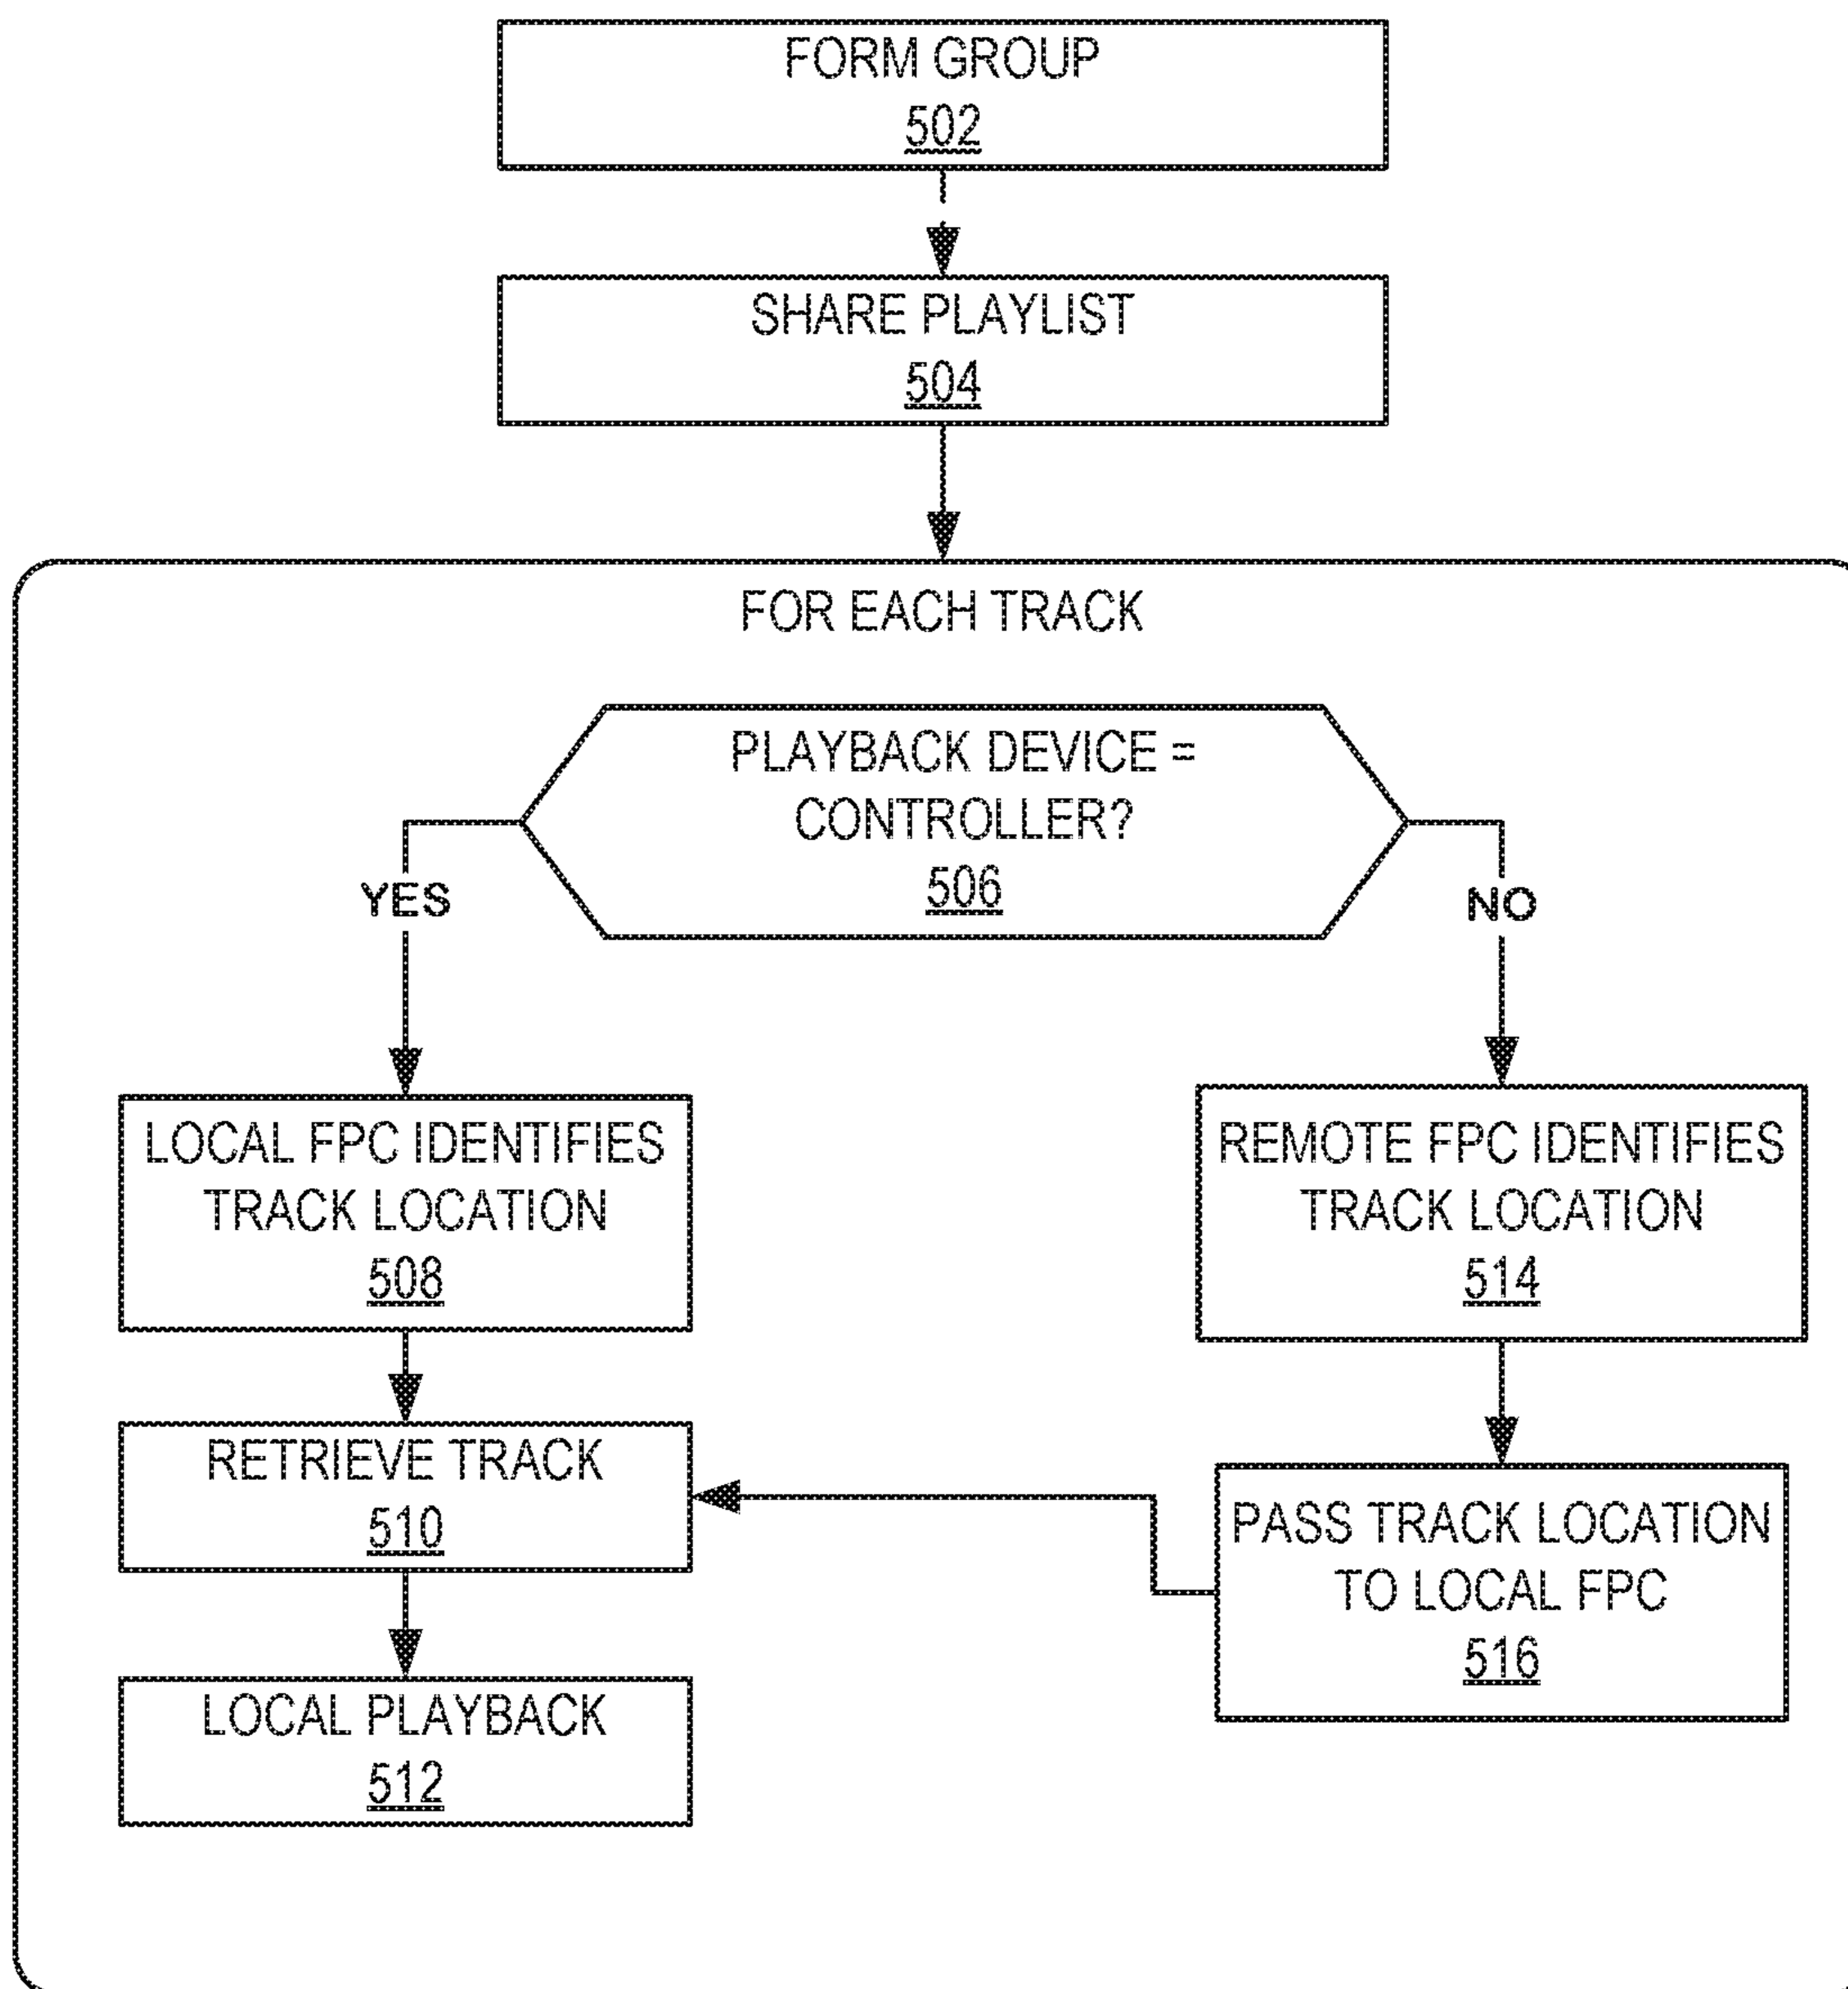 FORM GROUP
502
SHARE PLAYLIST
504
FOR EACH TRACK
PLAYBACK DEVICE =
CONTROLLER?
506
YES
NO
LOCAL FPC IDENTIFIES
TRACK LOCATION
508
REMOTE FPC IDENTIFIES
TRACK LOCATION
514
RETRIEVE TRACK
510
PASS TRACK LOCATION
TO LOCAL FPC
516
LOCAL PLAYBACK
512